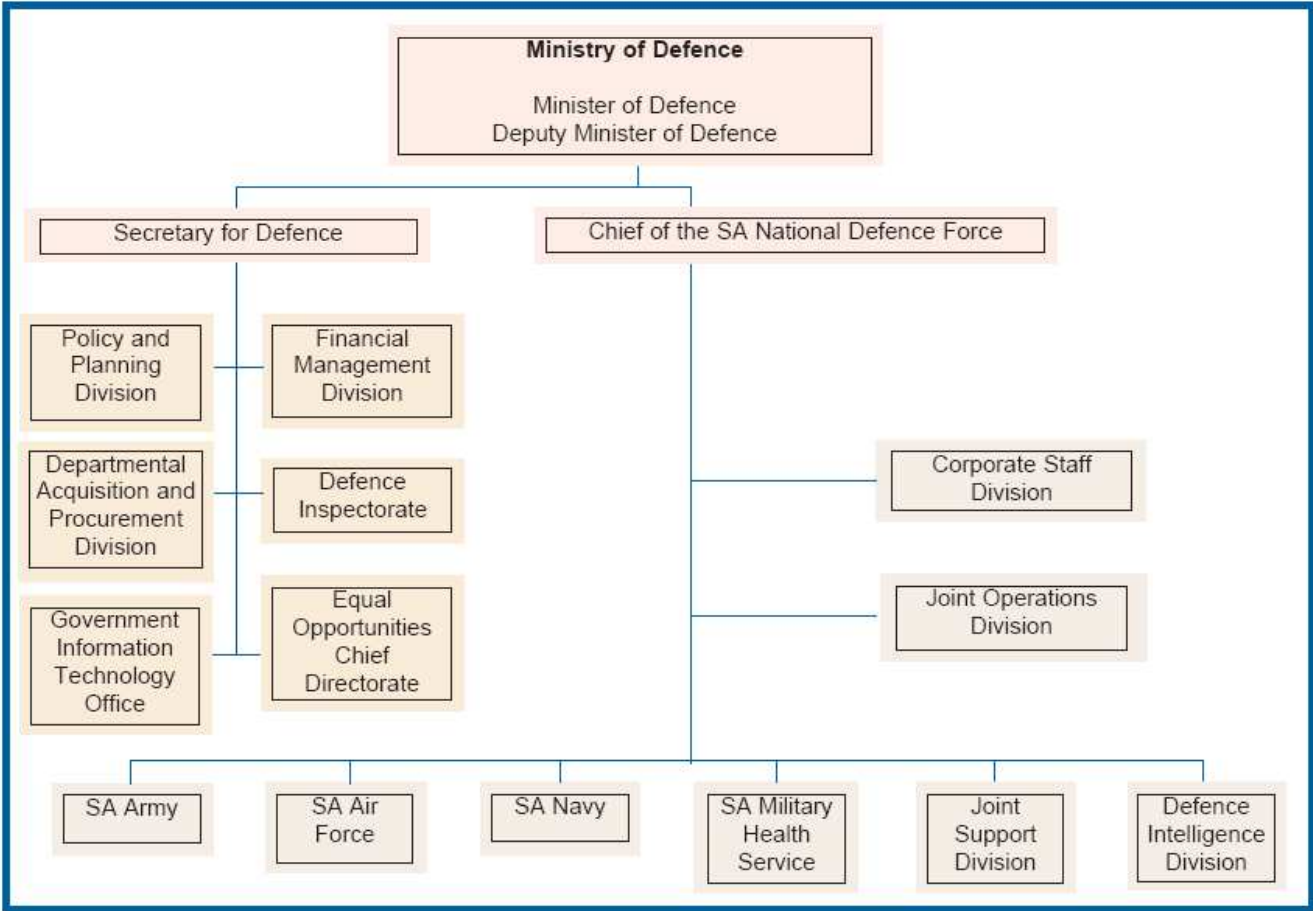 Ministry of Defence
Minister of Defence
Deputy Minister of Defence
Secretary for Defence
Chief of the SA National Defence Force
Policy and
Planning
Division
Financial
Management
Division
Departmental
Acquisition and
Procurement
Division
Defence
Inspectorate
Government
Information
Technology
Office
Equal
Opportunities
Chief
Directorate
Corporate Staff
Division
Joint Operations
Division
SA Army
SA Air
Force
SA Navy
SA Military
Health
Service
Joint
Support
Division
Defence
Intelligence
Division